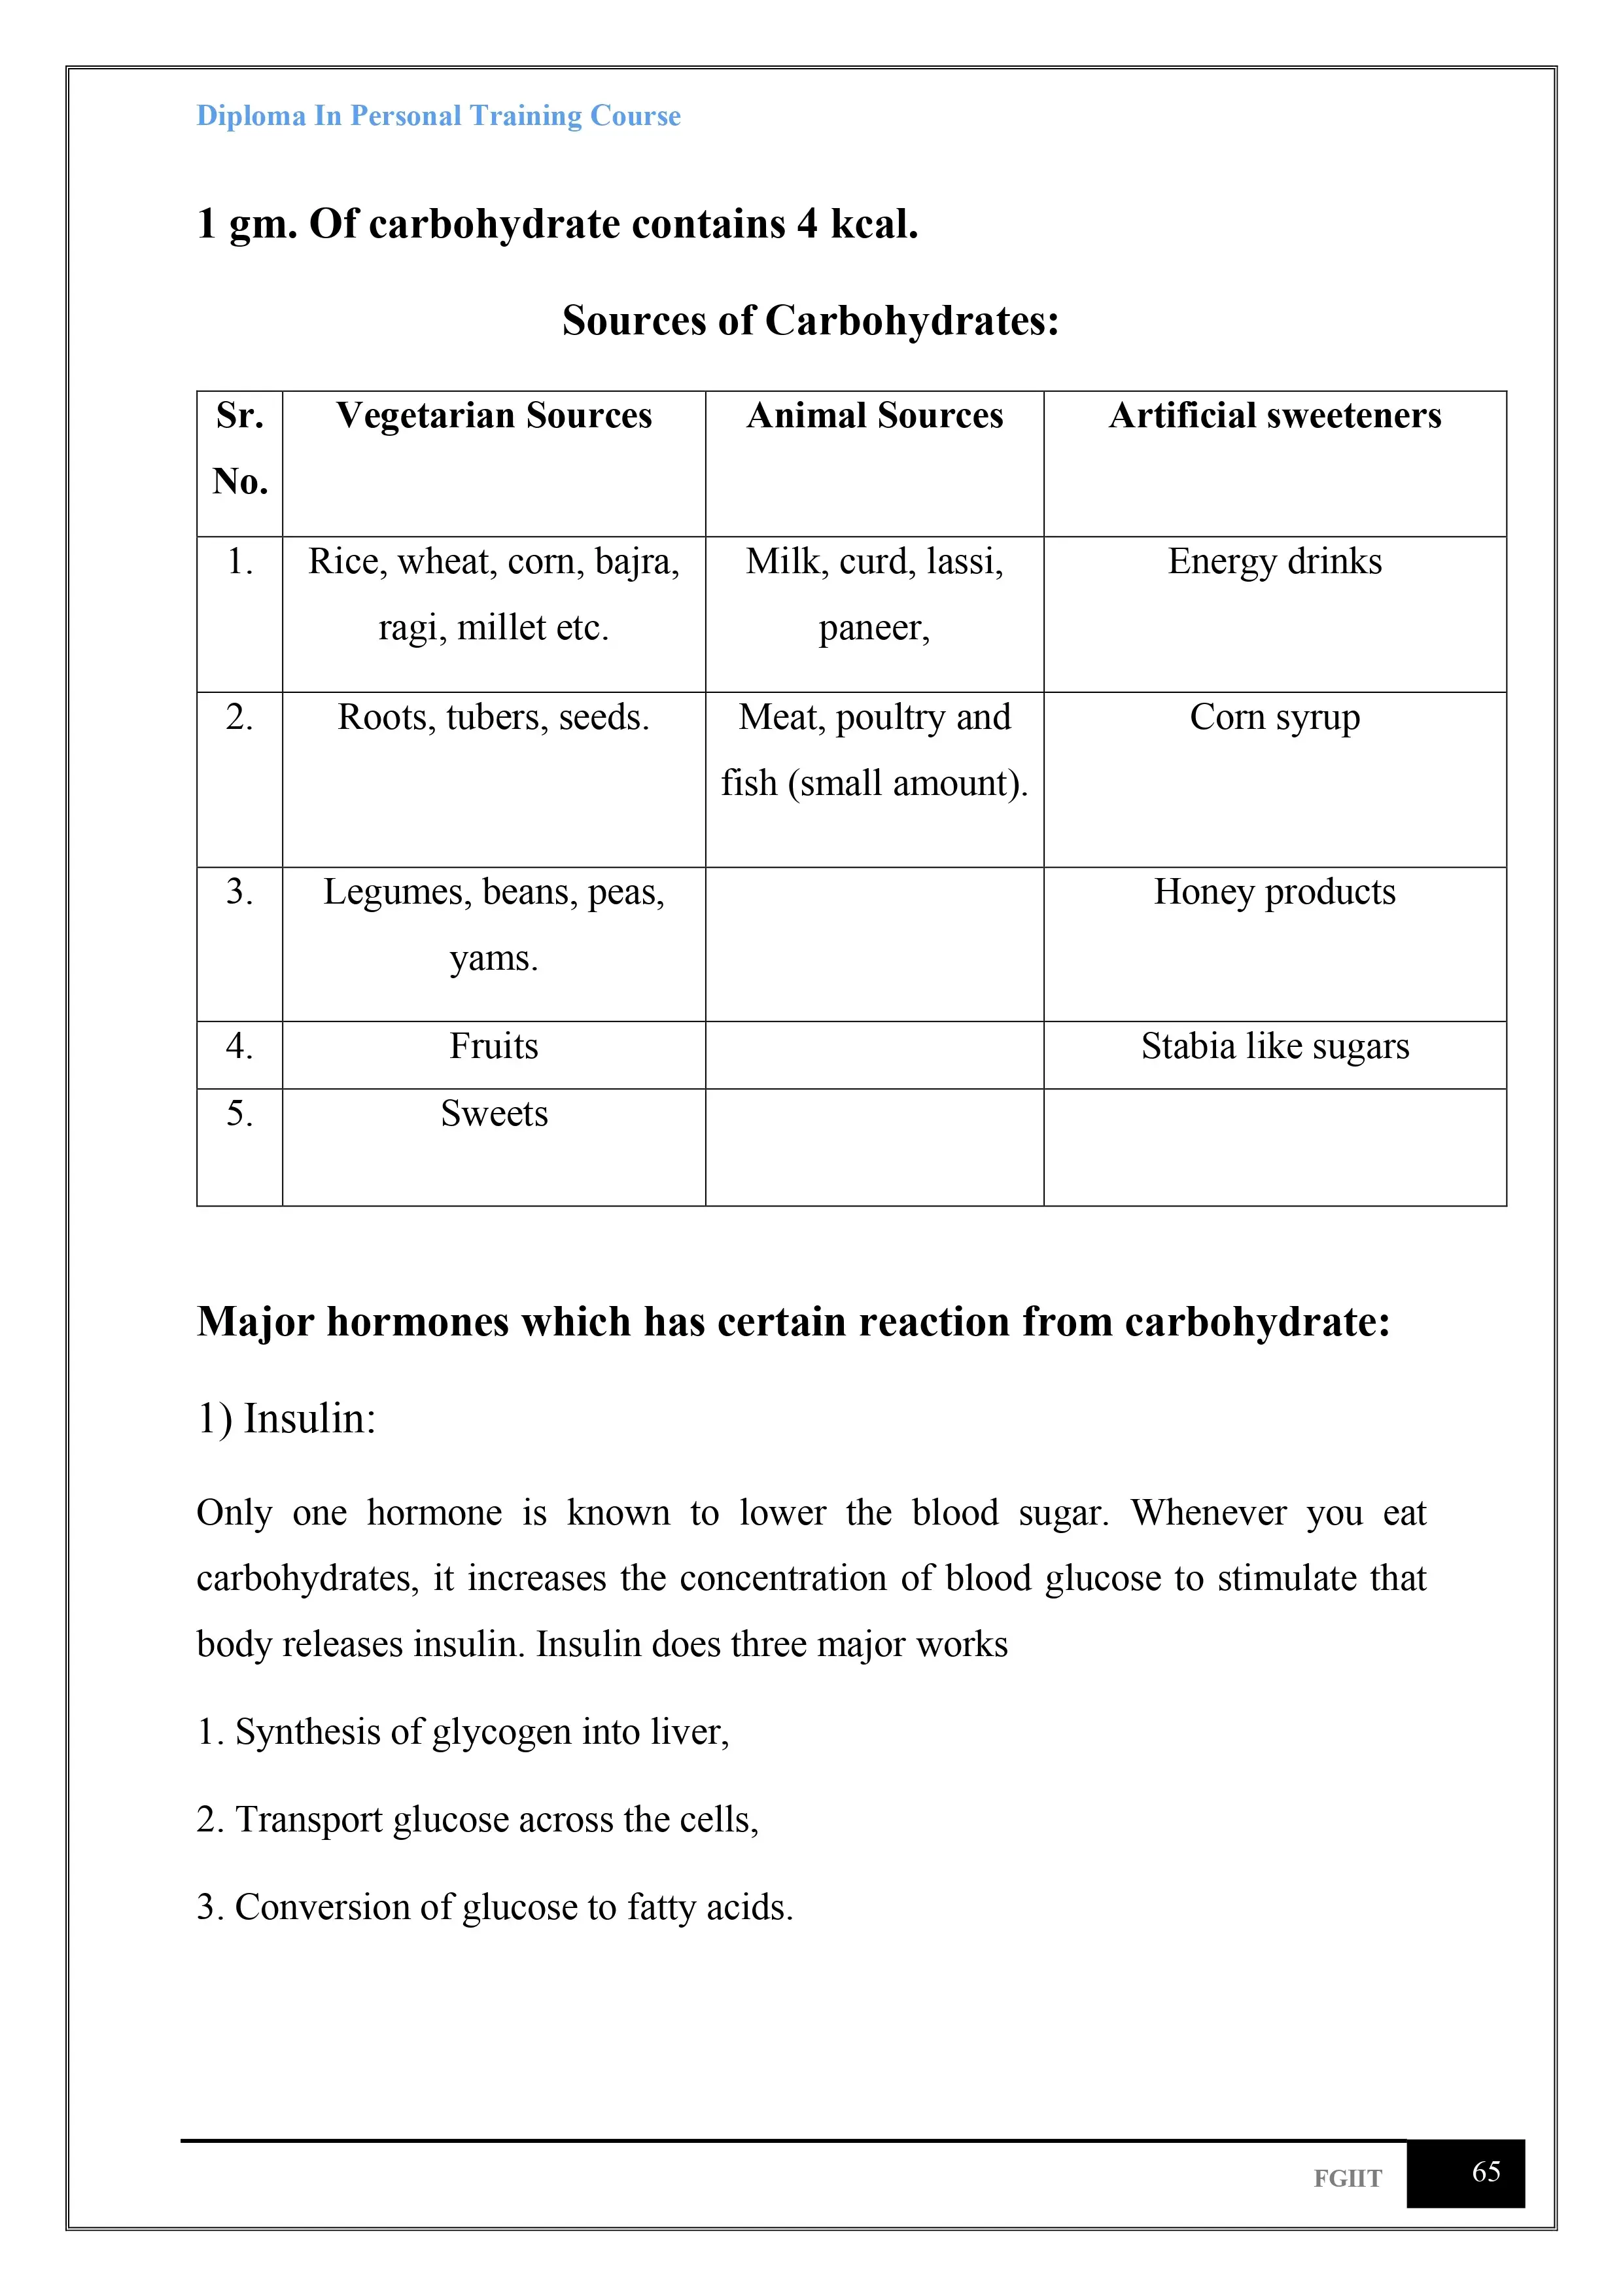 Diploma In Personal Training Course
1 gm. Of carbohydrate contains 4 kcal.
Sources of Carbohydrates:
Sr. No. Vegetarian Sources Animal Sources Artificial sweeteners
1. Rice, wheat, corn, bajra, ragi, millet etc. Milk, curd, lassi, paneer, Energy drinks
2. Roots, tubers, seeds. Meat, poultry and fish (small amount). Corn syrup
3. Legumes, beans, peas, yams. Honey products
4. Fruits Stabia like sugars
5. Sweets
Major hormones which has certain reaction from carbohydrate:
1) Insulin:
Only one hormone is known to lower the blood sugar. Whenever you eat
carbohydrates, it increases the concentration of blood glucose to stimulate that
body releases insulin. Insulin does three major works
1. Synthesis of glycogen into liver,
2. Transport glucose across the cells,
3. Conversion of glucose to fatty acids.
FGIIT 65